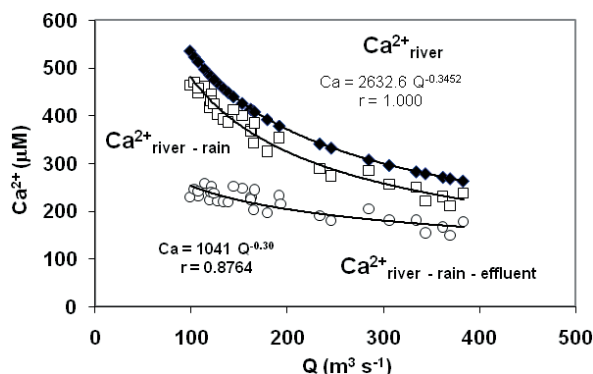 600
500
400
300
200
100
0
Ca²⁺ (µM)
Ca²⁺river
Ca = 2632.6 Q⁻⁰·³⁴⁵²
r = 1.000
Ca²⁺river - rain
Ca = 1041 Q⁻⁰·³⁰
r = 0.8764
Ca²⁺river - rain - effluent
0 100 200 300 400 500
Q (m³ s⁻¹)